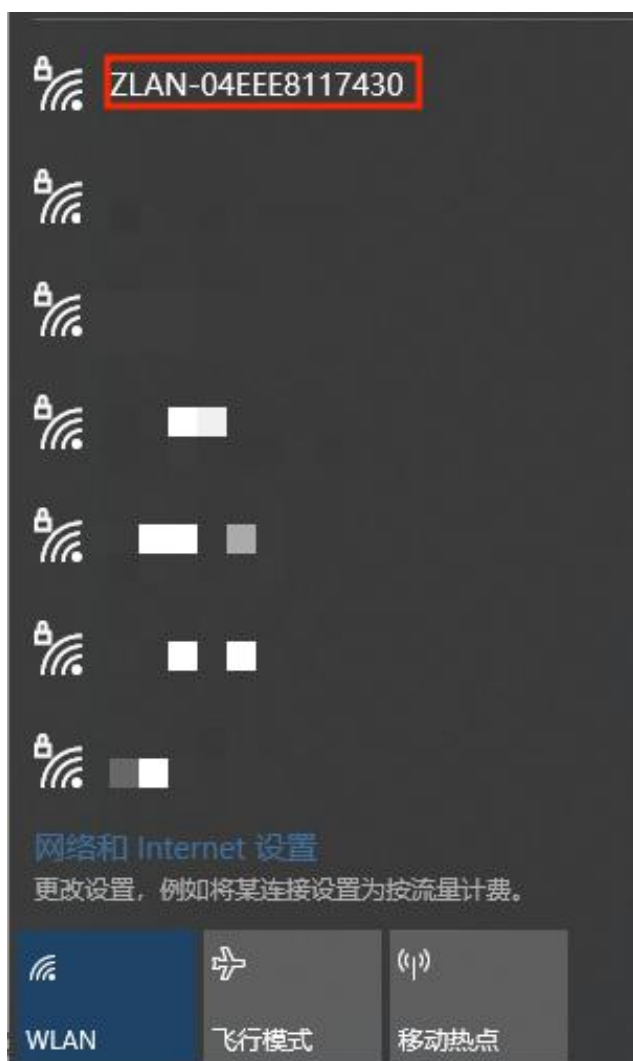 ZLAN-04EEE8117430
网络和 Internet 设置
更改设置，例如将某连接设置为按流量计费。
WLAN
飞行模式
移动热点